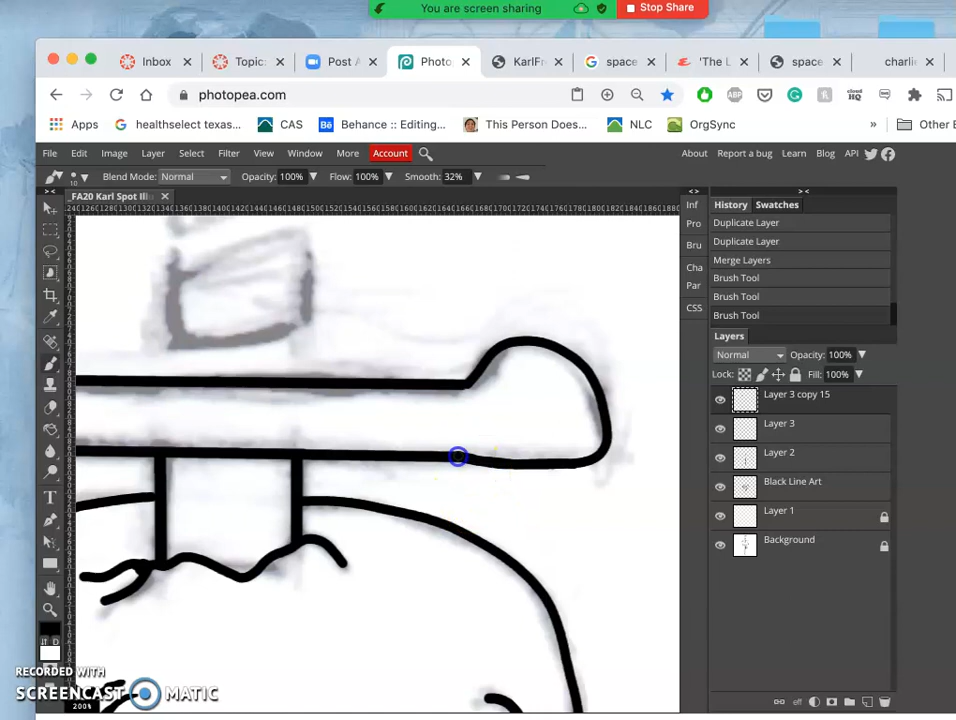 You are screen sharing
Stop Share
Inbox
Topic:
Post A
Photo
KarlFr
space
'The L
space
charlie
photopea.com
Apps
healthselect texas...
CAS
Behance :: Editing...
This Person Does...
NLC
OrgSync
»
Other B
File Edit Image Layer Select Filter View Window More Account
About Report a bug Learn Blog API
10
Blend Mode: Normal
Opacity: 100%
Flow: 100%
Smooth: 32%
_FA20 Karl Spot Ill
Inf
Pro
Bru
Cha
Par
CSS
History Swatches
Duplicate Layer
Duplicate Layer
Merge Layers
Brush Tool
Brush Tool
Brush Tool
Layers
Normal
Opacity: 100%
Lock:
Fill: 100%
Layer 3 copy 15
Layer 3
Layer 2
Black Line Art
Layer 1
Background
RECORDED WITH
SCREENCAST MATIC
200%